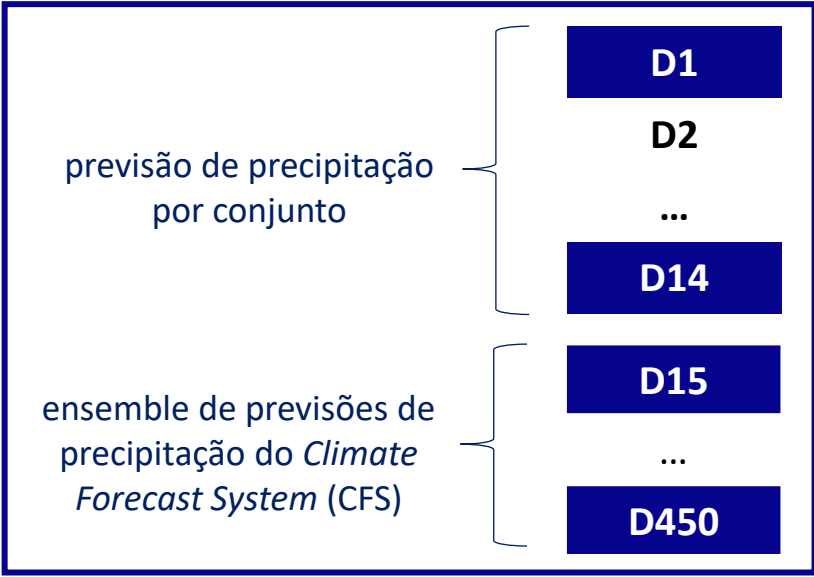 D1
D2
previsão de precipitação
por conjunto
...
D14
D15
ensemble de previsões de
precipitação do Climate
Forecast System (CFS)
...
D450